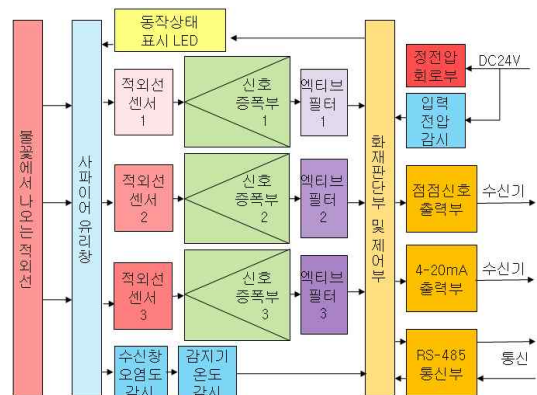 불꽃에서 나오는 적외선
사파이어 유리창
동작상태
표시 LED
적외선
센서
1
신호
증폭부
1
엑티브
필터
1
적외선
센서
2
신호
증폭부
2
엑티브
필터
2
적외선
센서
3
신호
증폭부
3
엑티브
필터
3
수신창
오염도
감시
감지기
온도
감시
화재판단부 및 제어부
정전압
회로부
DC24V
입력
전압
감시
점점신호
출력부
수신기
4-20mA
출력부
수신기
RS-485
통신부
통신